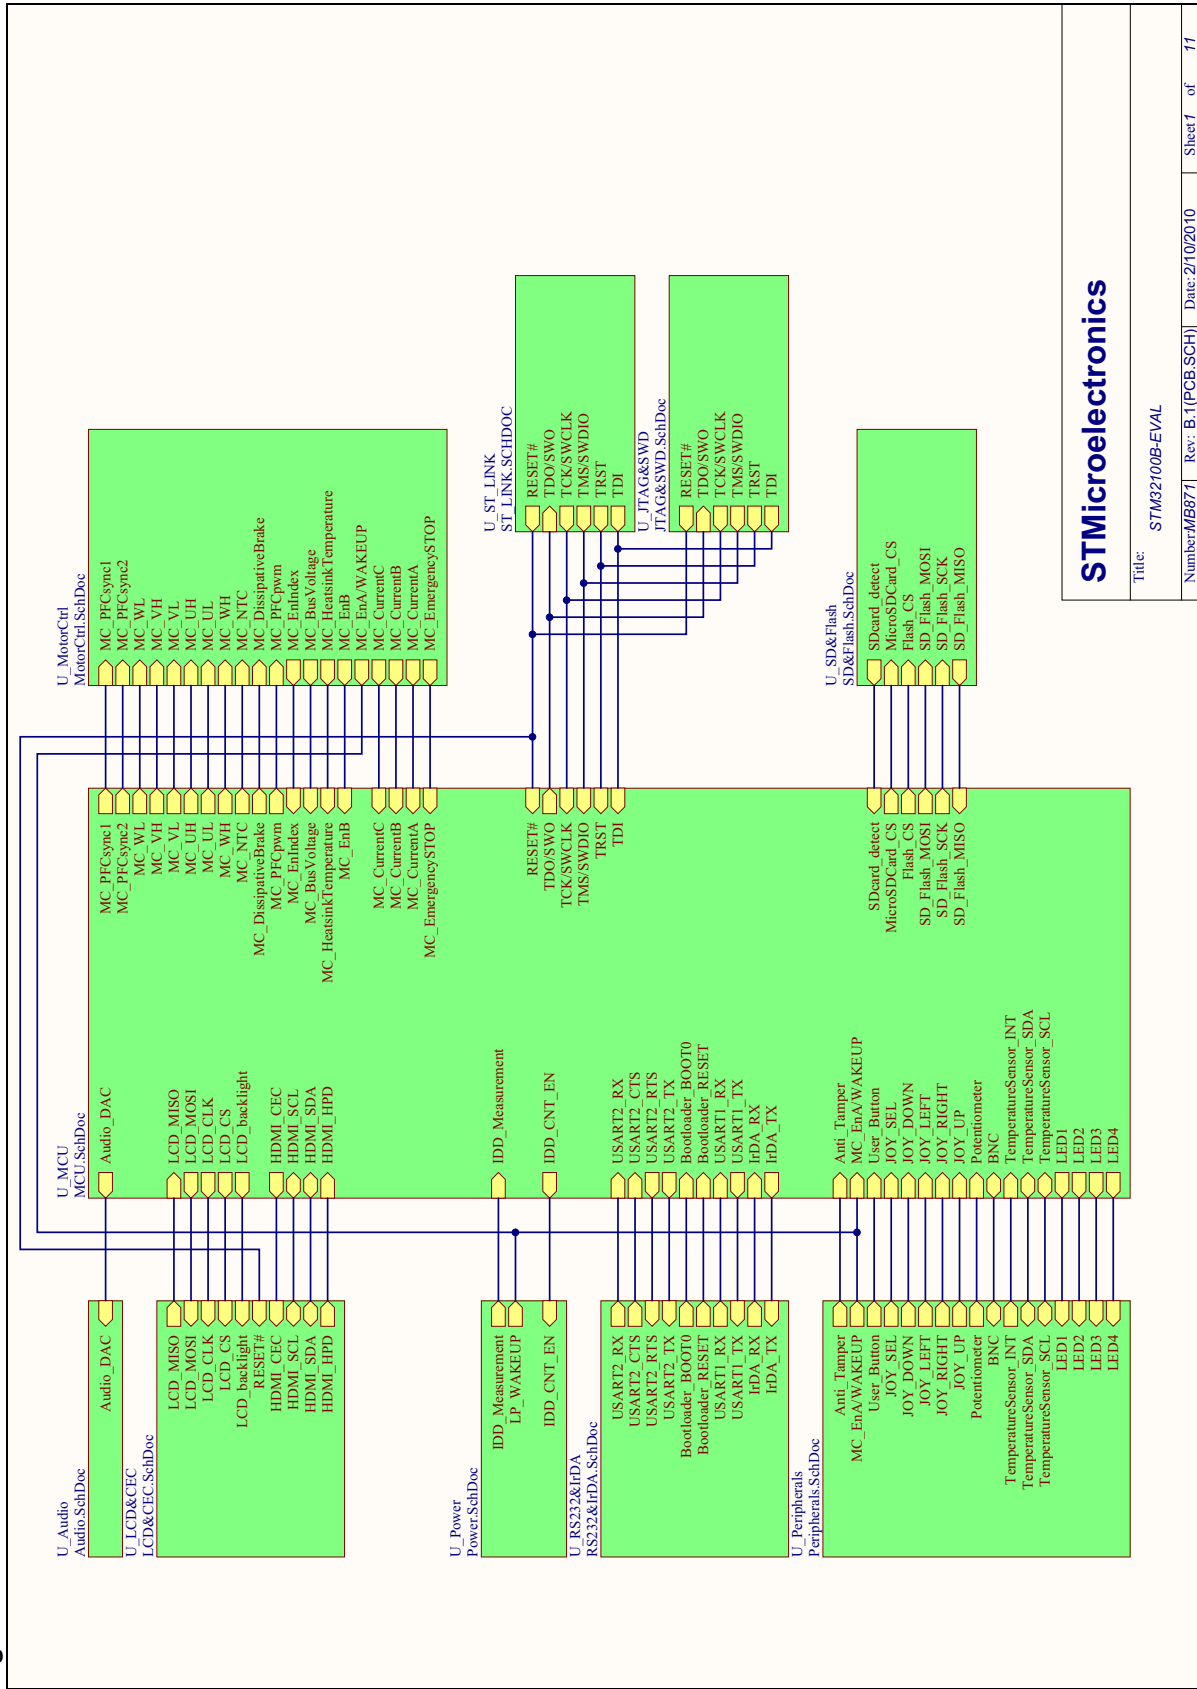 U_Audio
Audio.SchDoc
Audio_DAC
U_LCD&CEC
LCD&CEC.SchDoc
LCD_MISO
LCD_MOSI
LCD_CLK
LCD_CS
LCD_backlight
RESET#
HDMI_CEC
HDMI_SCL
HDMI_SDA
HDMI_HPD
U_Power
Power.SchDoc
IDD_Measurement
LP_WAKEUP
IDD_CNT_EN
U_RS232&IrDA
RS232&IrDA.SchDoc
USART2_RX
USART2_CTS
USART2_RTS
USART2_TX
Bootloader_BOOT0
Bootloader_RESET
USART1_RX
USART1_TX
IrDA_RX
IrDA_TX
U_Peripherals
Peripherals.SchDoc
Anti_Tamper
MC_EnA/WAKEUP
User_Button
JOY_SEL
JOY_DOWN
JOY_LEFT
JOY_RIGHT
JOY_UP
Potentiometer
BNC
TemperatureSensor_INT
TemperatureSensor_SDA
TemperatureSensor_SCL
LED1
LED2
LED3
LED4
U_MCU
MCU.SchDoc
Audio_DAC
LCD_MISO
LCD_MOSI
LCD_CLK
LCD_CS
LCD_backlight
HDMI_CEC
HDMI_SCL
HDMI_SDA
HDMI_HPD
IDD_Measurement
IDD_CNT_EN
USART2_RX
USART2_CTS
USART2_RTS
USART2_TX
Bootloader_BOOT0
Bootloader_RESET
USART1_RX
USART1_TX
IrDA_RX
IrDA_TX
Anti_Tamper
MC_EnA/WAKEUP
User_Button
JOY_SEL
JOY_DOWN
JOY_LEFT
JOY_RIGHT
JOY_UP
Potentiometer
BNC
TemperatureSensor_INT
TemperatureSensor_SDA
TemperatureSensor_SCL
LED1
LED2
LED3
LED4
MC_PFCsync1
MC_PFCsync2
MC_WL
MC_VH
MC_VL
MC_UH
MC_UL
MC_WH
MC_NTC
MC_DissipativeBrake
MC_PFCpwm
MC_EnIndex
MC_BusVoltage
MC_HeatsinkTemperature
MC_EnB
MC_CurrentC
MC_CurrentB
MC_CurrentA
MC_EmergencySTOP
RESET#
TDO/SWO
TCK/SWCLK
TMS/SWDIO
TRST
TDI
SDcard_detect
MicroSDCard_CS
Flash_CS
SD_Flash_MOSI
SD_Flash_SCK
SD_Flash_MISO
U_MotorCtrl
MotorCtrl.SchDoc
MC_PFCsync1
MC_PFCsync2
MC_WL
MC_VH
MC_VL
MC_UH
MC_UL
MC_WH
MC_NTC
MC_DissipativeBrake
MC_PFCpwm
MC_EnIndex
MC_BusVoltage
MC_HeatsinkTemperature
MC_EnB
MC_EnA/WAKEUP
MC_CurrentC
MC_CurrentB
MC_CurrentA
MC_EmergencySTOP
U_ST_LINK
ST_LINK.SCHDOC
RESET#
TDO/SWO
TCK/SWCLK
TMS/SWDIO
TRST
TDI
U_JTAG&SWD
JTAG&SWD.SchDoc
RESET#
TDO/SWO
TCK/SWCLK
TMS/SWDIO
TRST
TDI
U_SD&Flash
SD&Flash.SchDoc
SDcard_detect
MicroSDCard_CS
Flash_CS
SD_Flash_MOSI
SD_Flash_SCK
SD_Flash_MISO
STMicroelectronics
Title:
STM32100B-EVAL
Number:MB871 Rev: B.1(PCB.SCH) Date: 2/10/2010 Sheet 1 of 11